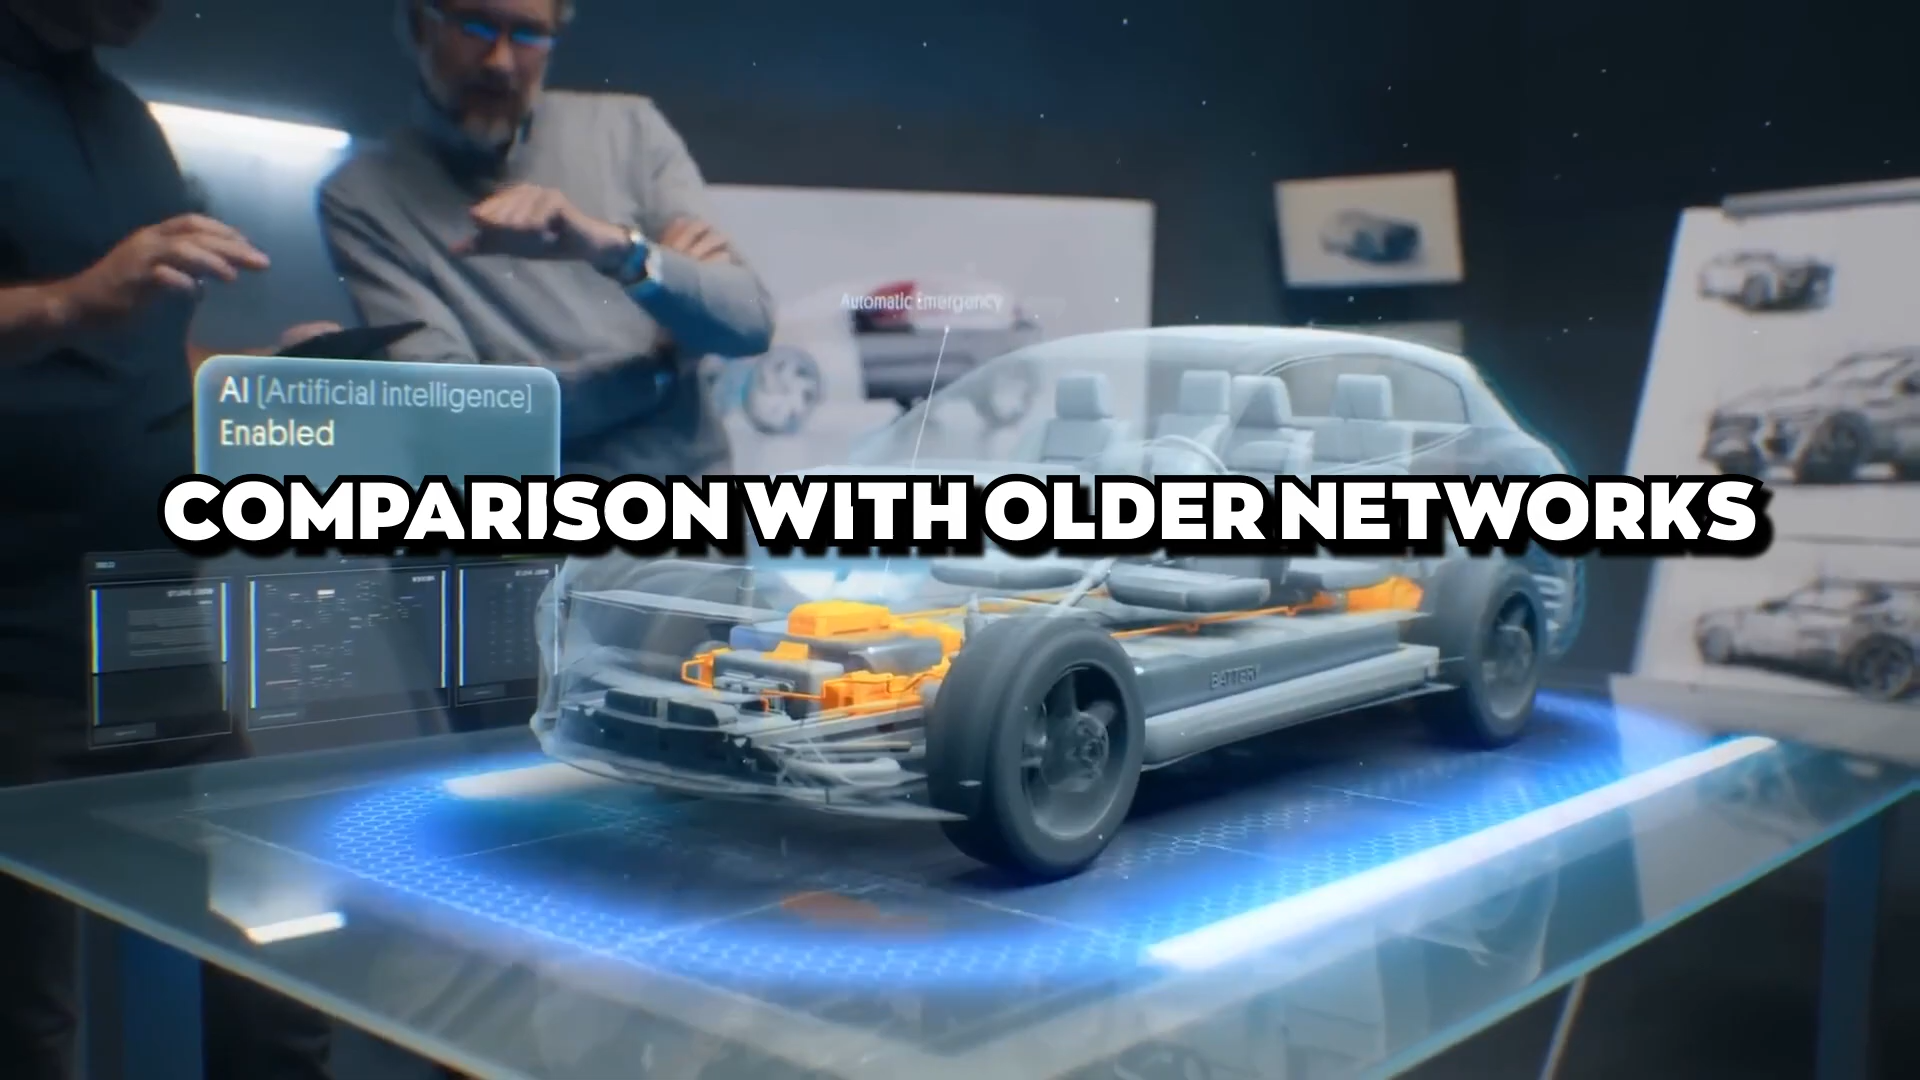 Automatic Emergency
AI [Artificial intelligence]
Enabled
COMPARISON WITH OLDER NETWORKS
BATTERY